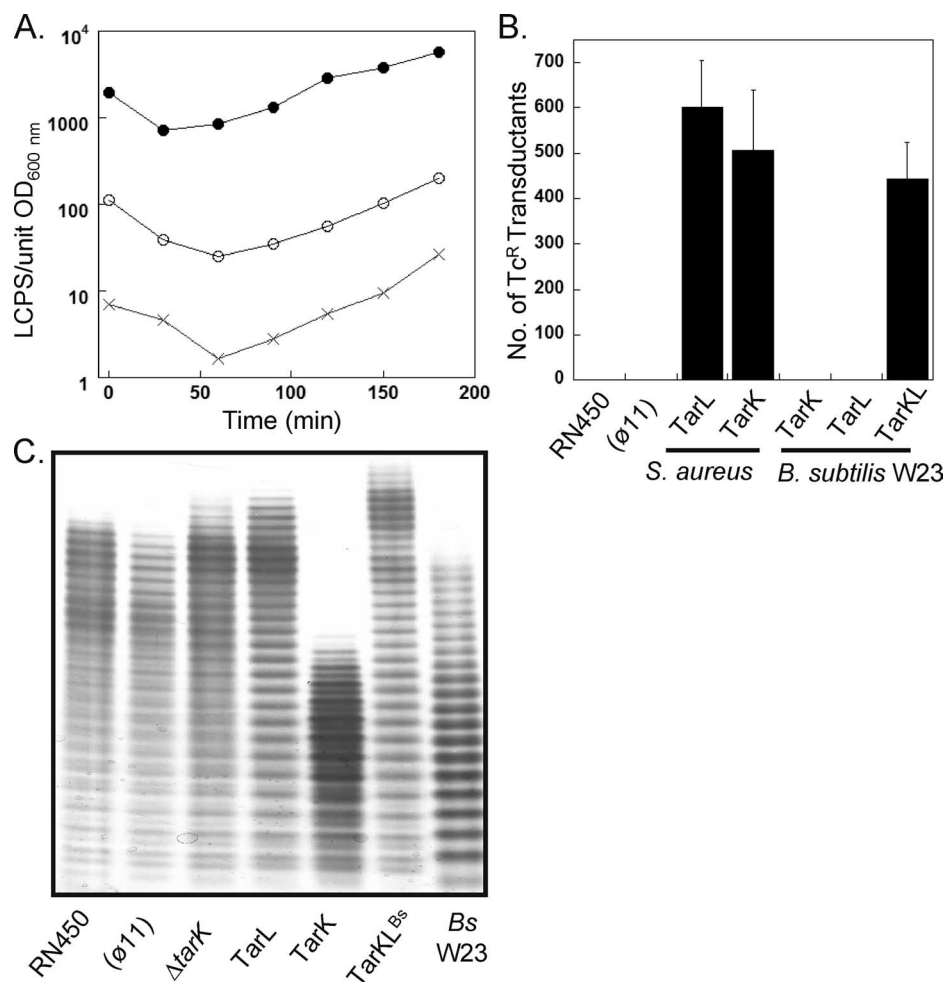 A.
10⁴
1000
100
10
1
LCPS/unit OD₆₀₀ nm
0 50 100 150 200
Time (min)
B.
700
600
500
400
300
200
100
0
No. of Tcᴿ Transductants
RN450 (ø11) TarL TarK TarK TarL TarKL
S. aureus B. subtilis W23
C.
RN450 (ø11) ΔtarK TarL TarK TarKLᴮˢ Bs
W23